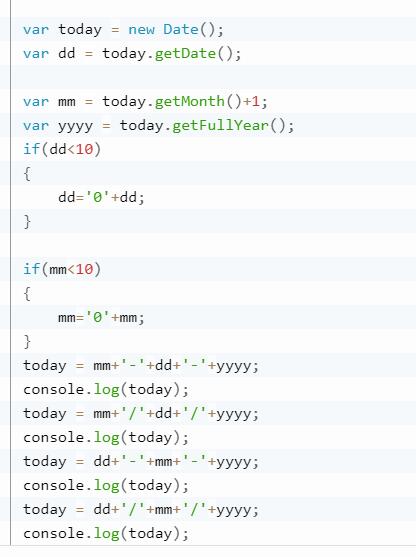 var today = new Date();
var dd = today.getDate();
var mm = today.getMonth()+1;
var yyyy = today.getFullYear();
if(dd<10)
{
    dd='0'+dd;
}
if(mm<10)
{
    mm='0'+mm;
}
today = mm+'-'+dd+'-'+yyyy;
console.log(today);
today = mm+'/'+dd+'/'+yyyy;
console.log(today);
today = dd+'-'+mm+'-'+yyyy;
console.log(today);
today = dd+'/'+mm+'/'+yyyy;
console.log(today);